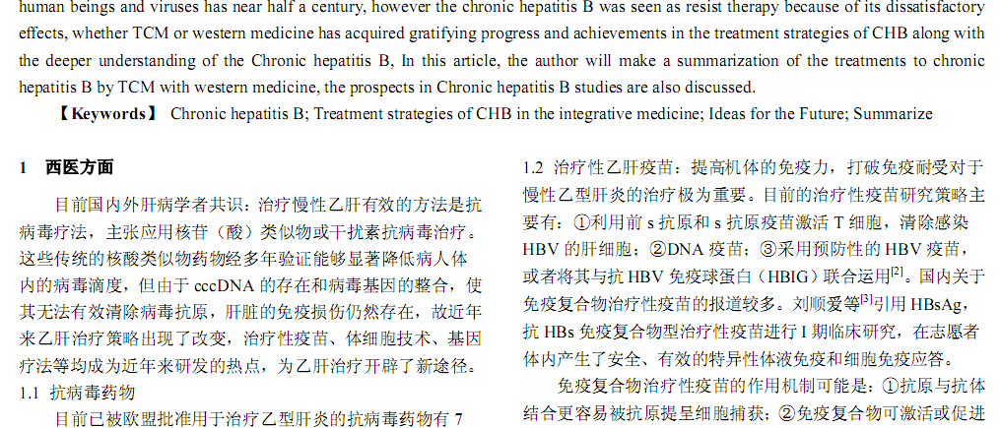 human beings and viruses has near half a century, however the chronic hepatitis B was seen as resist therapy because of its dissatisfactory
effects, whether TCM or western medicine has acquired gratifying progress and achievements in the treatment strategies of CHB along with
the deeper understanding of the Chronic hepatitis B, In this article, the author will make a summarization of the treatments to chronic
hepatitis B by TCM with western medicine, the prospects in Chronic hepatitis B studies are also discussed.
【Keywords】 Chronic hepatitis B; Treatment strategies of CHB in the integrative medicine; Ideas for the Future; Summarize
1 西医方面
目前国内外肝病学者共识：治疗慢性乙肝有效的方法是抗
病毒疗法，主张应用核苷（酸）类似物或干扰素抗病毒治疗。
这些传统的核酸类似物药物经多年验证能够显著降低病人体
内的病毒滴度，但由于 cccDNA 的存在和病毒基因的整合，使
其无法有效清除病毒抗原，肝脏的免疫损伤仍然存在，故近年
来乙肝治疗策略出现了改变，治疗性疫苗、体细胞技术、基因
疗法等均成为近年来研发的热点，为乙肝治疗开辟了新途径。
1.1 抗病毒药物
目前已被欧盟批准用于治疗乙型肝炎的抗病毒药物有 7
1.2 治疗性乙肝疫苗：提高机体的免疫力，打破免疫耐受对于
慢性乙型肝炎的治疗极为重要。目前的治疗性疫苗研究策略主
要有：①利用前 s 抗原和 s 抗原疫苗激活 T 细胞，清除感染
HBV 的肝细胞；②DNA 疫苗；③采用预防性的 HBV 疫苗，
或者将其与抗 HBV 免疫球蛋白（HBIG）联合运用[2]。国内关于
免疫复合物治疗性疫苗的报道较多。刘顺爱等[3]引用 HBsAg，
抗 HBs 免疫复合物型治疗性疫苗进行 I 期临床研究，在志愿者
体内产生了安全、有效的特异性体液免疫和细胞免疫应答。
免疫复合物治疗性疫苗的作用机制可能是：①抗原与抗体
结合更容易被抗原提呈细胞捕获；②免疫复合物可激活或促进